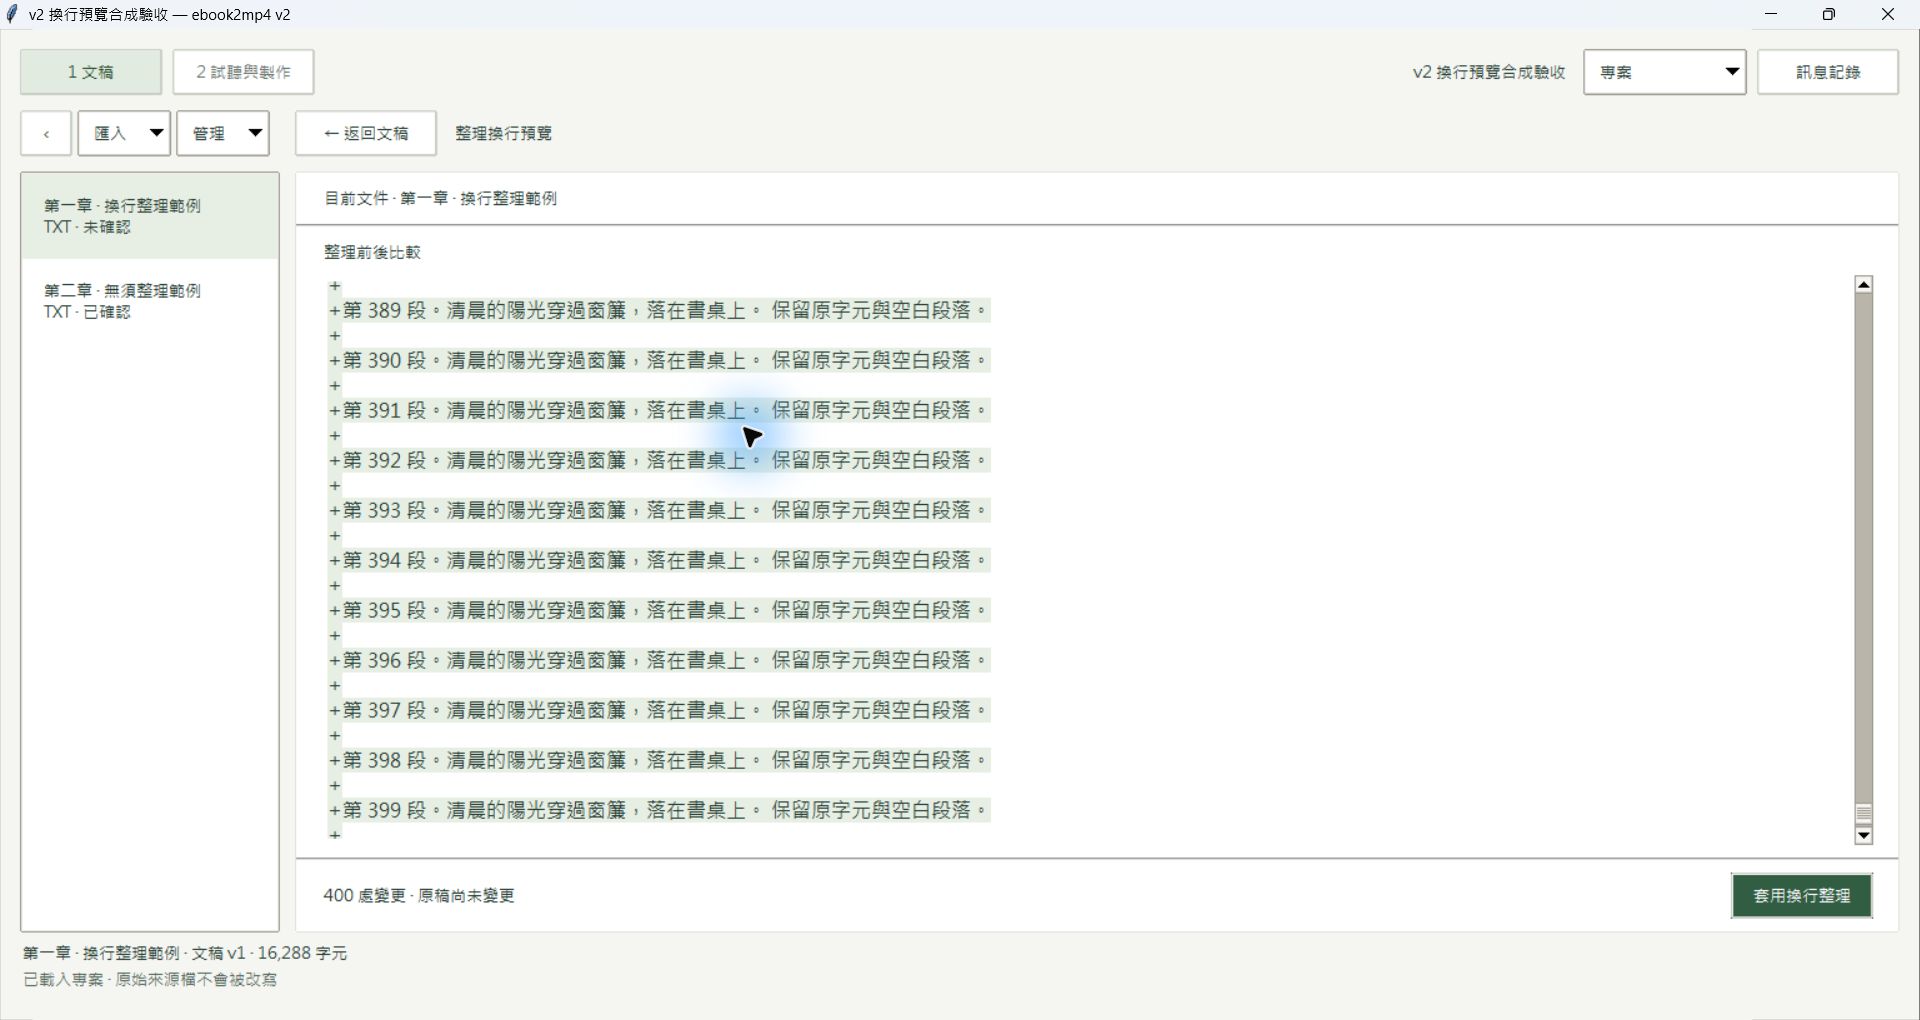 v2 換行預覽合成驗收 — ebook2mp4 v2
1 文稿
2 試聽與製作
v2 換行預覽合成驗收
專案
訊息記錄
‹
匯入
管理
← 返回文稿
整理換行預覽
第一章 · 換行整理範例
TXT · 未確認
第二章 · 無須整理範例
TXT · 已確認
目前文件 · 第一章 · 換行整理範例
整理前後比較
+
+第 389 段。清晨的陽光穿過窗簾，落在書桌上。 保留原字元與空白段落。
+
+第 390 段。清晨的陽光穿過窗簾，落在書桌上。 保留原字元與空白段落。
+
+第 391 段。清晨的陽光穿過窗簾，落在書桌上。 保留原字元與空白段落。
+
+第 392 段。清晨的陽光穿過窗簾，落在書桌上。 保留原字元與空白段落。
+
+第 393 段。清晨的陽光穿過窗簾，落在書桌上。 保留原字元與空白段落。
+
+第 394 段。清晨的陽光穿過窗簾，落在書桌上。 保留原字元與空白段落。
+
+第 395 段。清晨的陽光穿過窗簾，落在書桌上。 保留原字元與空白段落。
+
+第 396 段。清晨的陽光穿過窗簾，落在書桌上。 保留原字元與空白段落。
+
+第 397 段。清晨的陽光穿過窗簾，落在書桌上。 保留原字元與空白段落。
+
+第 398 段。清晨的陽光穿過窗簾，落在書桌上。 保留原字元與空白段落。
+
+第 399 段。清晨的陽光穿過窗簾，落在書桌上。 保留原字元與空白段落。
+
400 處變更 · 原稿尚未變更
套用換行整理
第一章 · 換行整理範例 · 文稿 v1 · 16,288 字元
已載入專案 · 原始來源檔不會被改寫